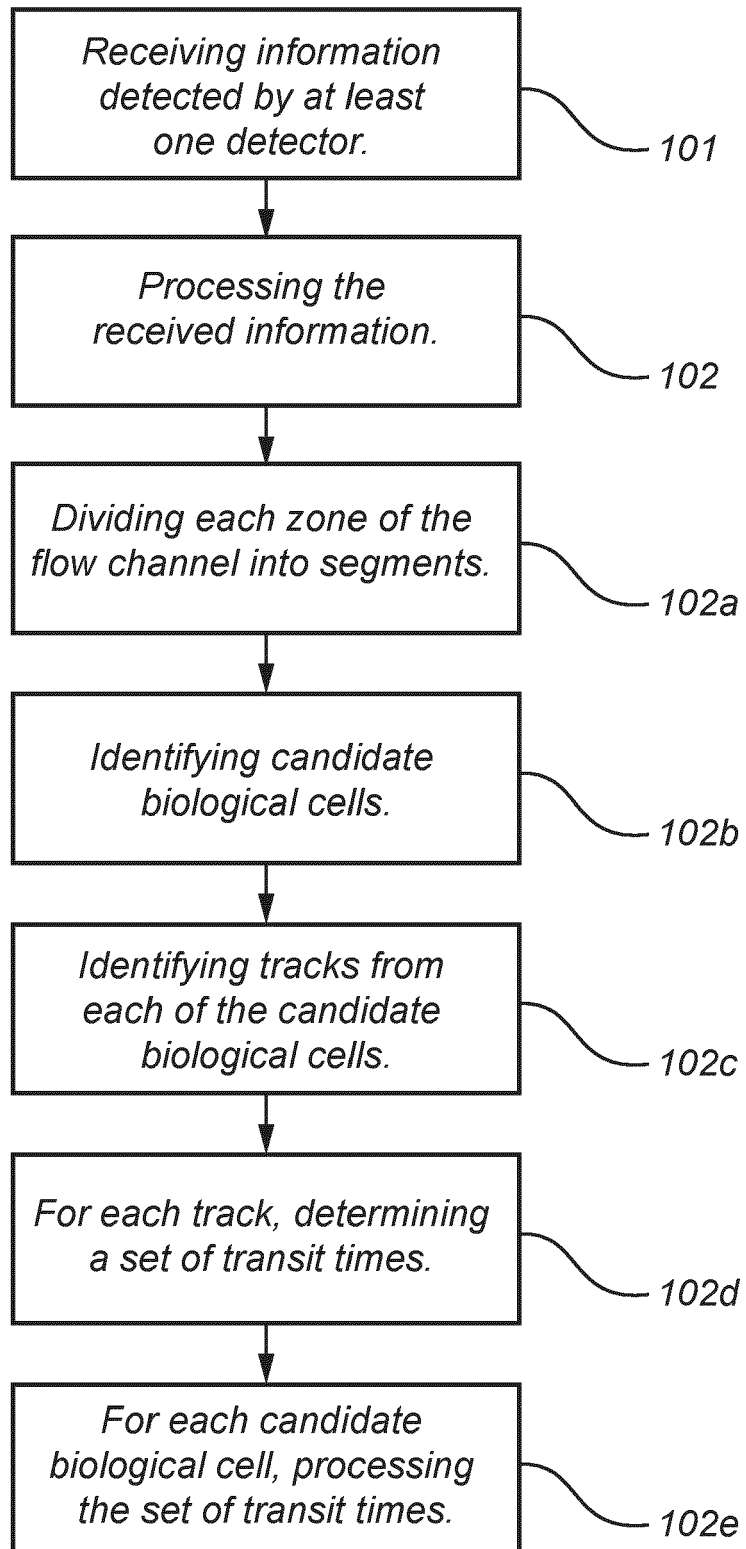 Receiving information
detected by at least
one detector.
101
Processing the
received information.
102
Dividing each zone of the
flow channel into segments.
102a
Identifying candidate
biological cells.
102b
Identifying tracks from
each of the candidate
biological cells.
102c
For each track, determining
a set of transit times.
102d
For each candidate
biological cell, processing
the set of transit times.
102e